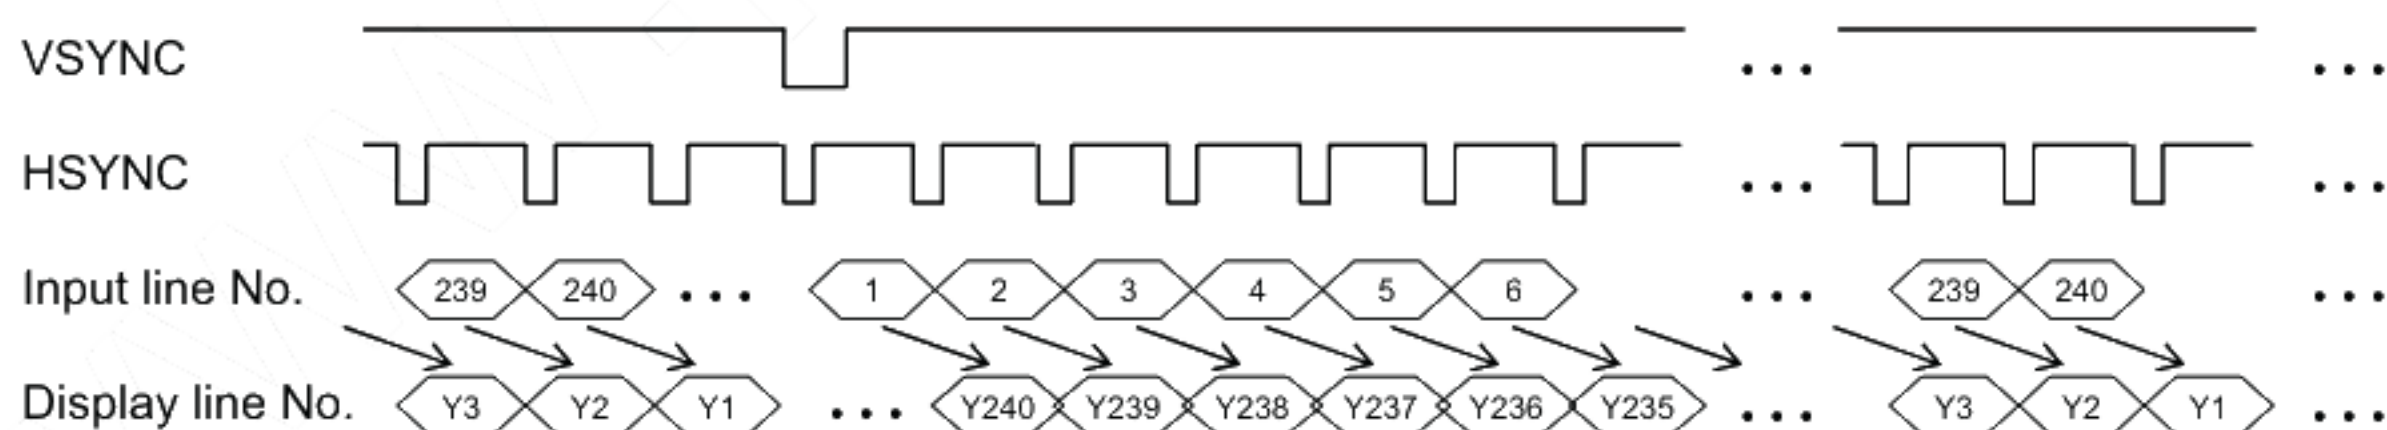 VSYNC ... ...
HSYNC ... ...
Input line No. 239 240 ... 1 2 3 4 5 6 ... 239 240 ...
Display line No. Y3 Y2 Y1 ... Y240 Y239 Y238 Y237 Y236 Y235 ... Y3 Y2 Y1 ...